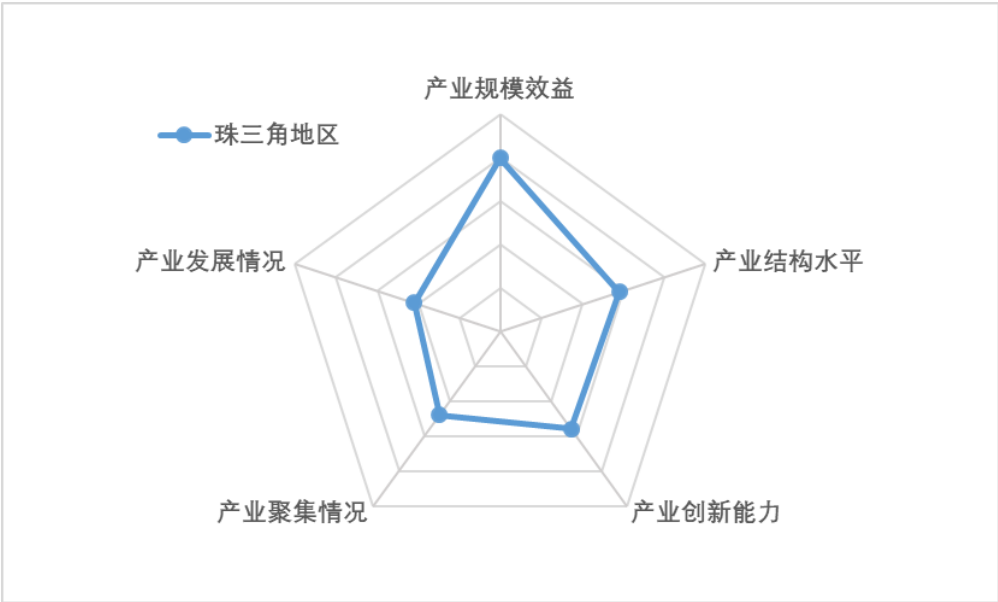 产业规模效益
珠三角地区
产业发展情况
产业结构水平
产业聚集情况
产业创新能力